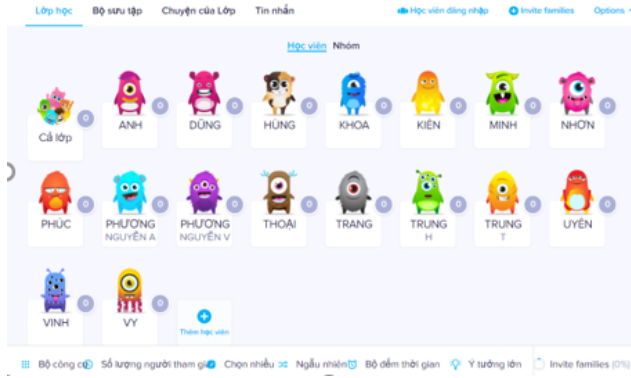 Lớp học Bộ sưu tập Chuyện của Lớp Tin nhắn Học viên đăng nhập Invite families Options
Học viên Nhóm
0 0 0 0 0 0 0 0
Cả lớp ANH DŨNG HÙNG KHOA KIÊN MINH NHƠN
0 0 0 0 0 0 0 0
PHÚC PHƯƠNG PHƯƠNG THOẠI TRANG TRUNG TRUNG UYÊN
NGUYỄN A NGUYỄN V H T
0 0
VINH VY Thêm học viên
Bộ công cụ Số lượng người tham gia Chọn nhiều Ngẫu nhiên Bộ đếm thời gian Ý tưởng lớn Invite families (0%)